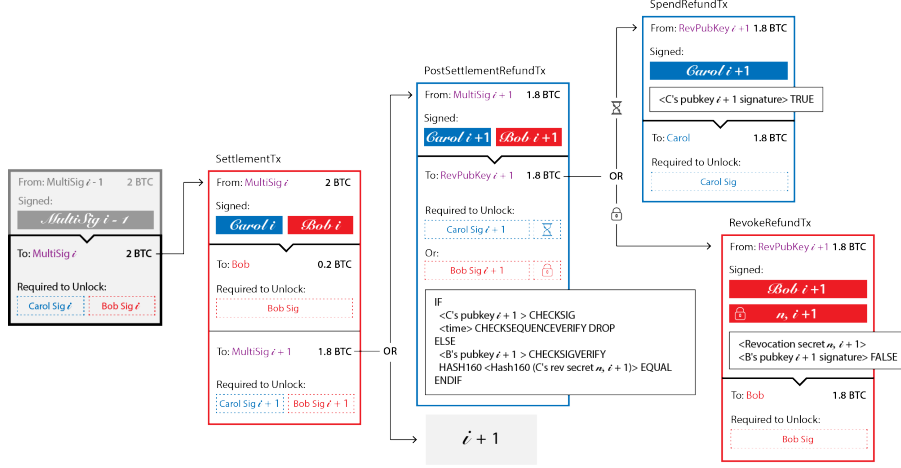 From: MultiSig i - 1 2 BTC
Signed:
MultiSig i - 1
To: MultiSig i 2 BTC
Required to Unlock:
Carol Sig i Bob Sig i
SettlementTx
From: MultiSig i 2 BTC
Signed:
Carol i Bob i
To: Bob 0.2 BTC
Required to Unlock:
Bob Sig
To: MultiSig i + 1 1.8 BTC
Required to Unlock:
Carol Sig i + 1 Bob Sig i + 1
OR
PostSettlementRefundTx
From: MultiSig i + 1 1.8 BTC
Signed:
Carol i+1 Bob i+1
To: RevPubKey i + 1 1.8 BTC
Required to Unlock:
Carol Sig i + 1
Or:
Bob Sig i + 1
IF
<C's pubkey i + 1 > CHECKSIG
<time> CHECKSEQUENCEVERIFY DROP
ELSE
<B's pubkey i + 1 > CHECKSIGVERIFY
HASH160 <Hash160 (C's rev secret n, i + 1)> EQUAL
ENDIF
i + 1
OR
SpendRefundTx
From: RevPubKey i +1 1.8 BTC
Signed:
Carol i +1
<C's pubkey i + 1 signature> TRUE
To: Carol 1.8 BTC
Required to Unlock:
Carol Sig
RevokeRefundTx
From: RevPubKey i +1 1.8 BTC
Signed:
Bob i +1
n, i +1
<Revocation secret n, i + 1>
<B's pubkey i + 1 signature> FALSE
To: Bob 1.8 BTC
Required to Unlock:
Bob Sig